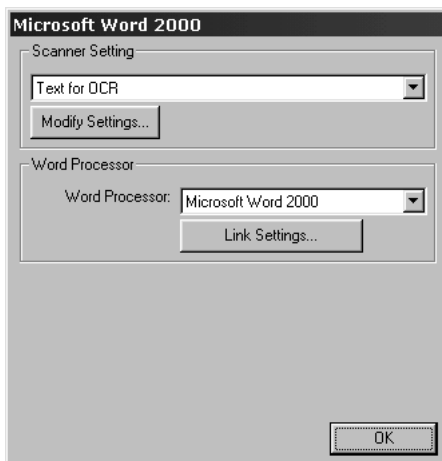 Microsoft Word 2000
Scanner Setting
Text for OCR
Modify Settings...
Word Processor
Word Processor: Microsoft Word 2000
Link Settings...
OK